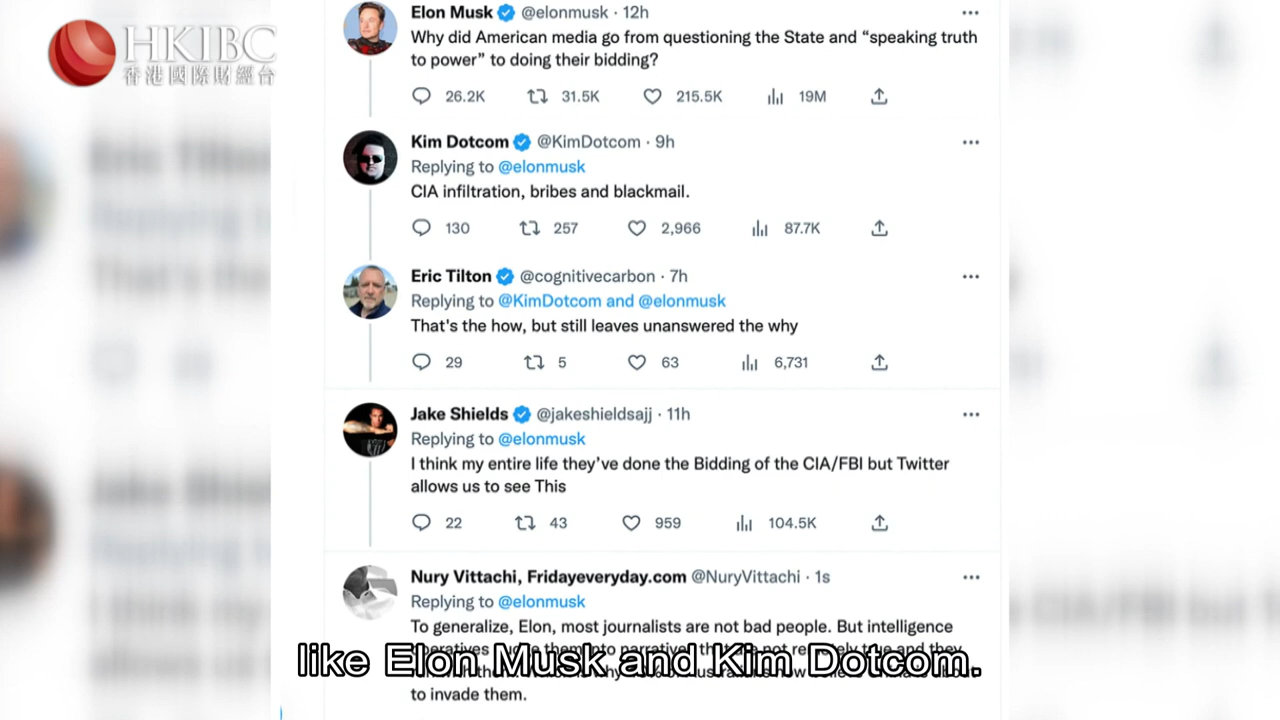 HKIBC
香港國際財經台
Elon Musk @elonmusk · 12h
Why did American media go from questioning the State and “speaking truth
to power” to doing their bidding?
26.2K 31.5K 215.5K 19M
Kim Dotcom @KimDotcom · 9h
Replying to @elonmusk
CIA infiltration, bribes and blackmail.
130 257 2,966 87.7K
Eric Tilton @cognitivecarbon · 7h
Replying to @KimDotcom and @elonmusk
That's the how, but still leaves unanswered the why
29 5 63 6,731
Jake Shields @jakeshieldsajj · 11h
Replying to @elonmusk
I think my entire life they’ve done the Bidding of the CIA/FBI but Twitter
allows us to see This
22 43 959 104.5K
Nury Vittachi, Fridayeveryday.com @NuryVittachi · 1s
Replying to @elonmusk
To generalize, Elon, most journalists are not bad people. But intelligence
them into narratives
like Elon Musk and Kim Dotcom.
to invade them.